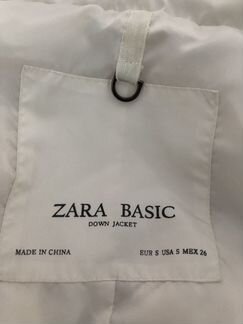 ZARA BASIC
DOWN JACKET
MADE IN CHINA EUR S USA S MEX 26